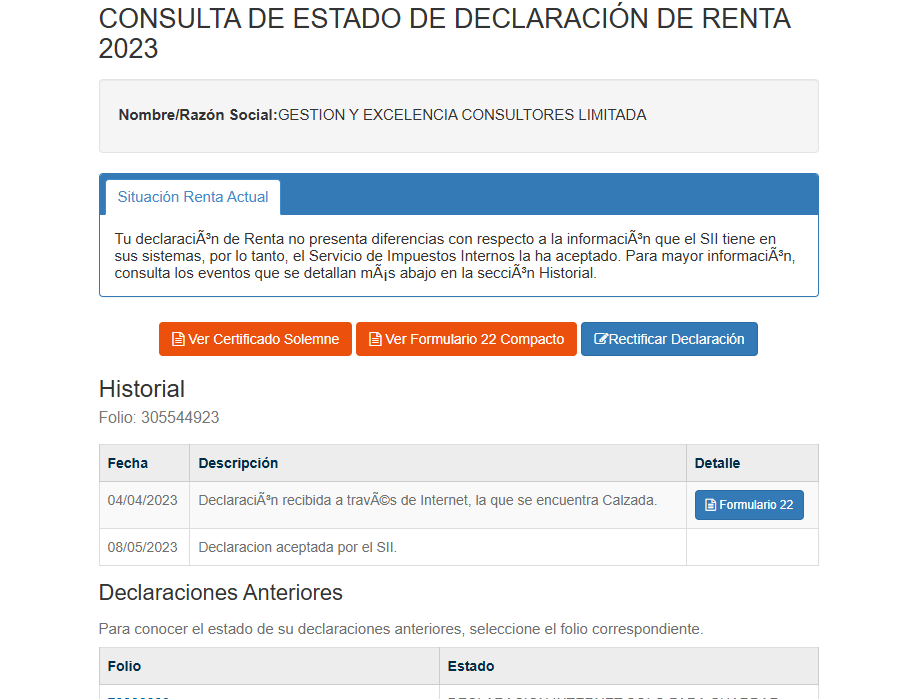 CONSULTA DE ESTADO DE DECLARACIÓN DE RENTA
2023
Nombre/Razón Social:GESTION Y EXCELENCIA CONSULTORES LIMITADA
Situación Renta Actual
Tu declaraciÃ³n de Renta no presenta diferencias con respecto a la informaciÃ³n que el SII tiene en
sus sistemas, por lo tanto, el Servicio de Impuestos Internos la ha aceptado. Para mayor informaciÃ³n,
consulta los eventos que se detallan mÃ¡s abajo en la secciÃ³n Historial.
Ver Certificado Solemne Ver Formulario 22 Compacto Rectificar Declaración
Historial
Folio: 305544923
Fecha Descripción Detalle
04/04/2023 DeclaraciÃ³n recibida a travÃ©s de Internet, la que se encuentra Calzada. Formulario 22
08/05/2023 Declaracion aceptada por el SII.
Declaraciones Anteriores
Para conocer el estado de su declaraciones anteriores, seleccione el folio correspondiente.
Folio Estado